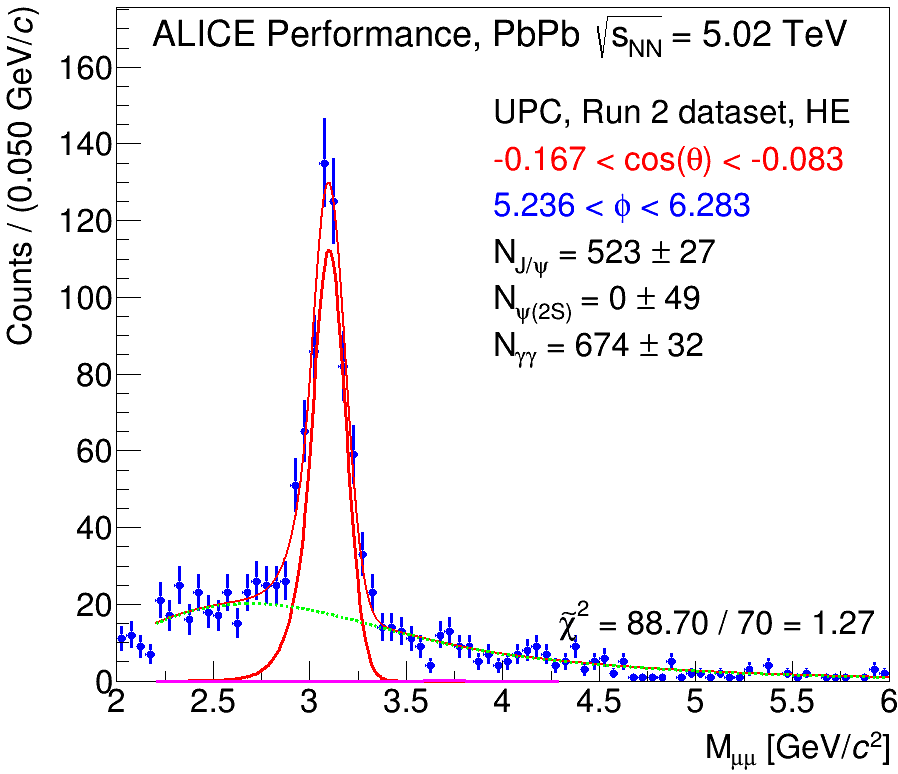 ALICE Performance, PbPb √s_NN = 5.02 TeV
UPC, Run 2 dataset, HE
-0.167 < cos(θ) < -0.083
5.236 < ϕ < 6.283
N_J/ψ = 523 ± 27
N_ψ(2S) = 0 ± 49
N_γγ = 674 ± 32
χ̃² = 88.70 / 70 = 1.27
Counts / (0.050 GeV/c)
160
140
120
100
80
60
40
20
0
2 2.5 3 3.5 4 4.5 5 5.5 6
M_μμ [GeV/c²]